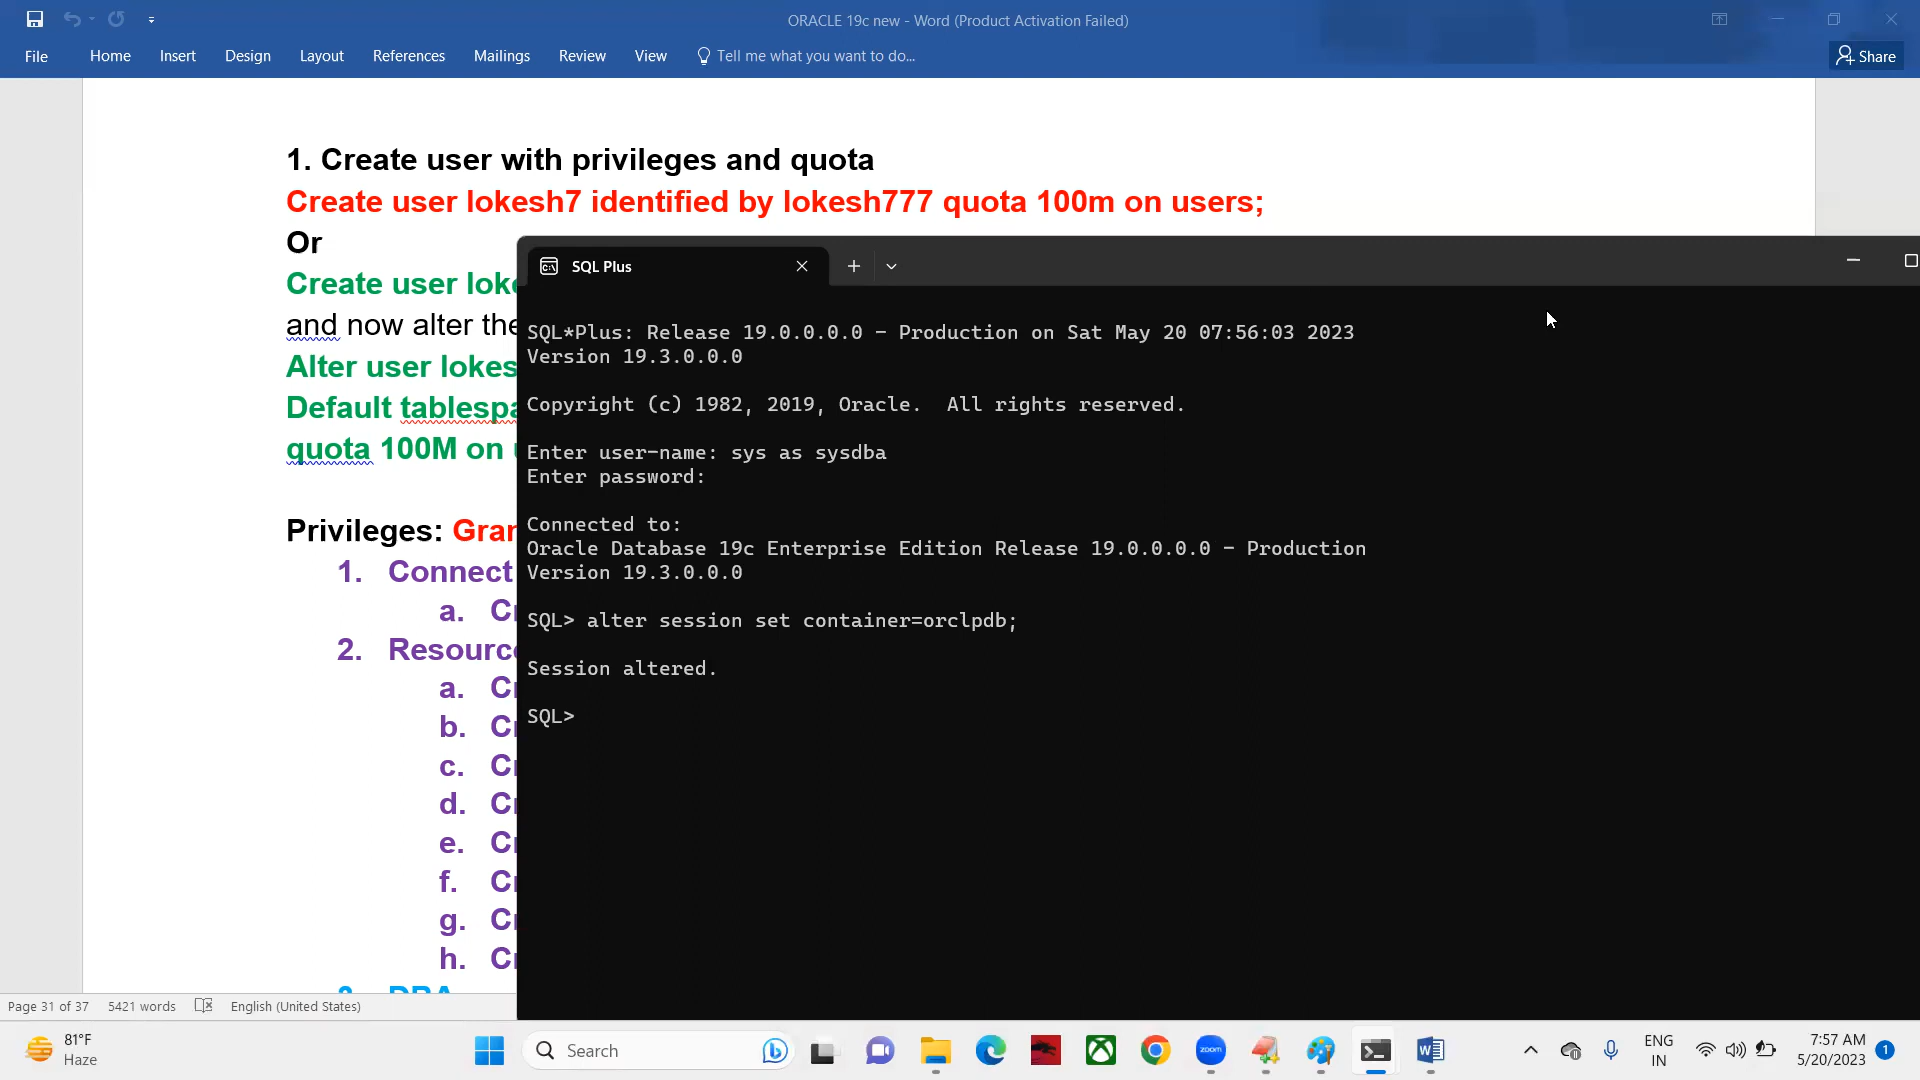 ORACLE 19c new - Word (Product Activation Failed)
File Home Insert Design Layout References Mailings Review View Tell me what you want to do... Share
1. Create user with privileges and quota
Create user lokesh7 identified by lokesh777 quota 100m on users;
Or
Create user
and now alter
Alter user
Default
quota 100M on
Privileges:
1. Connect
a.
2.
a.
b.
c.
d.
e.
f.
g.
h.
SQL Plus
SQL*Plus: Release 19.0.0.0.0 - Production on Sat May 20 07:56:03 2023
Version 19.3.0.0.0
Copyright (c) 1982, 2019, Oracle.  All rights reserved.
Enter user-name: sys as sysdba
Enter password:
Connected to:
Oracle Database 19c Enterprise Edition Release 19.0.0.0.0 - Production
Version 19.3.0.0.0
SQL> alter session set container=orclpdb;
Session altered.
SQL>
Page 31 of 37 5421 words English (United States)
81°F
Haze
Search
zoom
ENG
IN
7:57 AM
5/20/2023
1